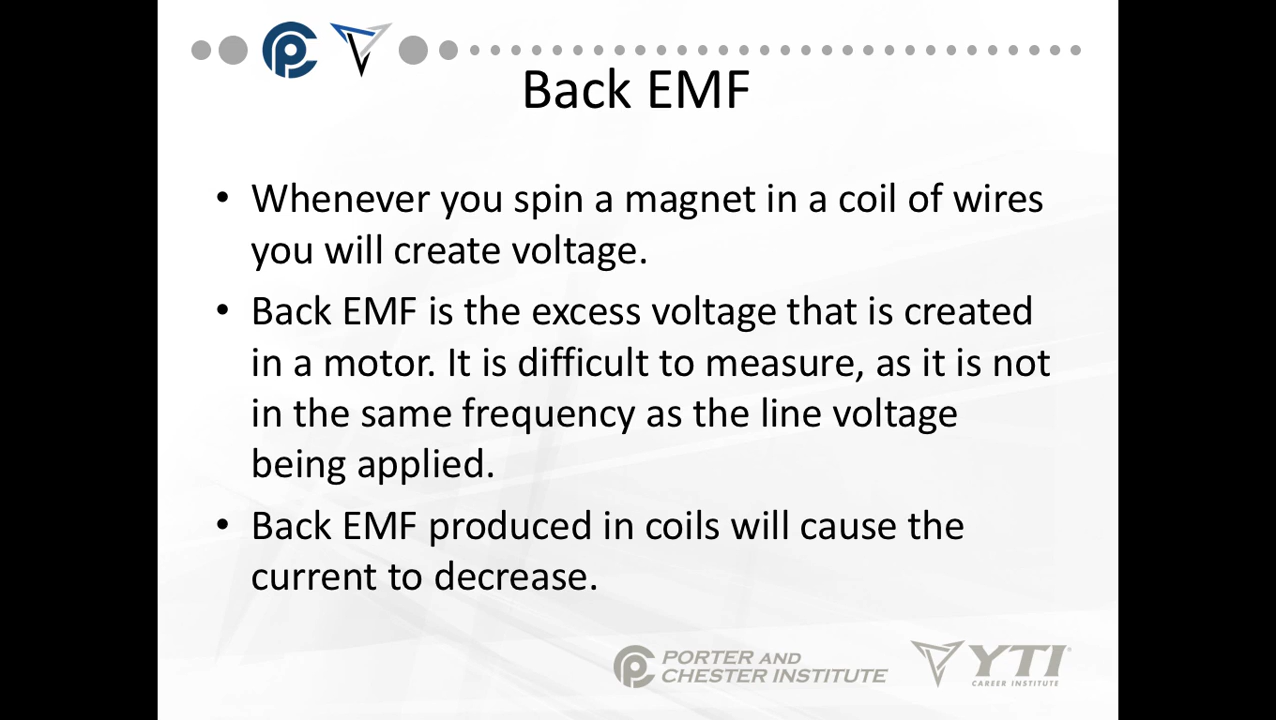 Back EMF
• Whenever you spin a magnet in a coil of wires
you will create voltage.
• Back EMF is the excess voltage that is created
in a motor. It is difficult to measure, as it is not
in the same frequency as the line voltage
being applied.
• Back EMF produced in coils will cause the
current to decrease.
PORTER AND
CHESTER INSTITUTE
YTI
CAREER INSTITUTE